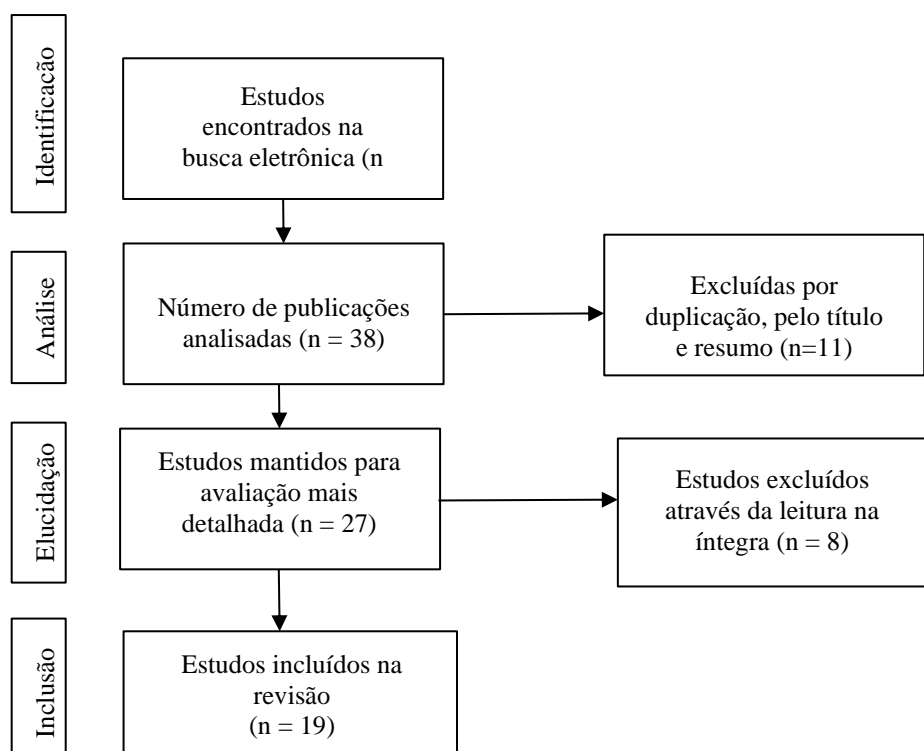 Identificação
Estudos
encontrados na
busca eletrônica (n
Análise
Número de publicações
analisadas (n = 38)
Excluídas por
duplicação, pelo título
e resumo (n=11)
Elucidação
Estudos mantidos para
avaliação mais
detalhada (n = 27)
Estudos excluídos
através da leitura na
íntegra (n = 8)
Inclusão
Estudos incluídos na
revisão
(n = 19)